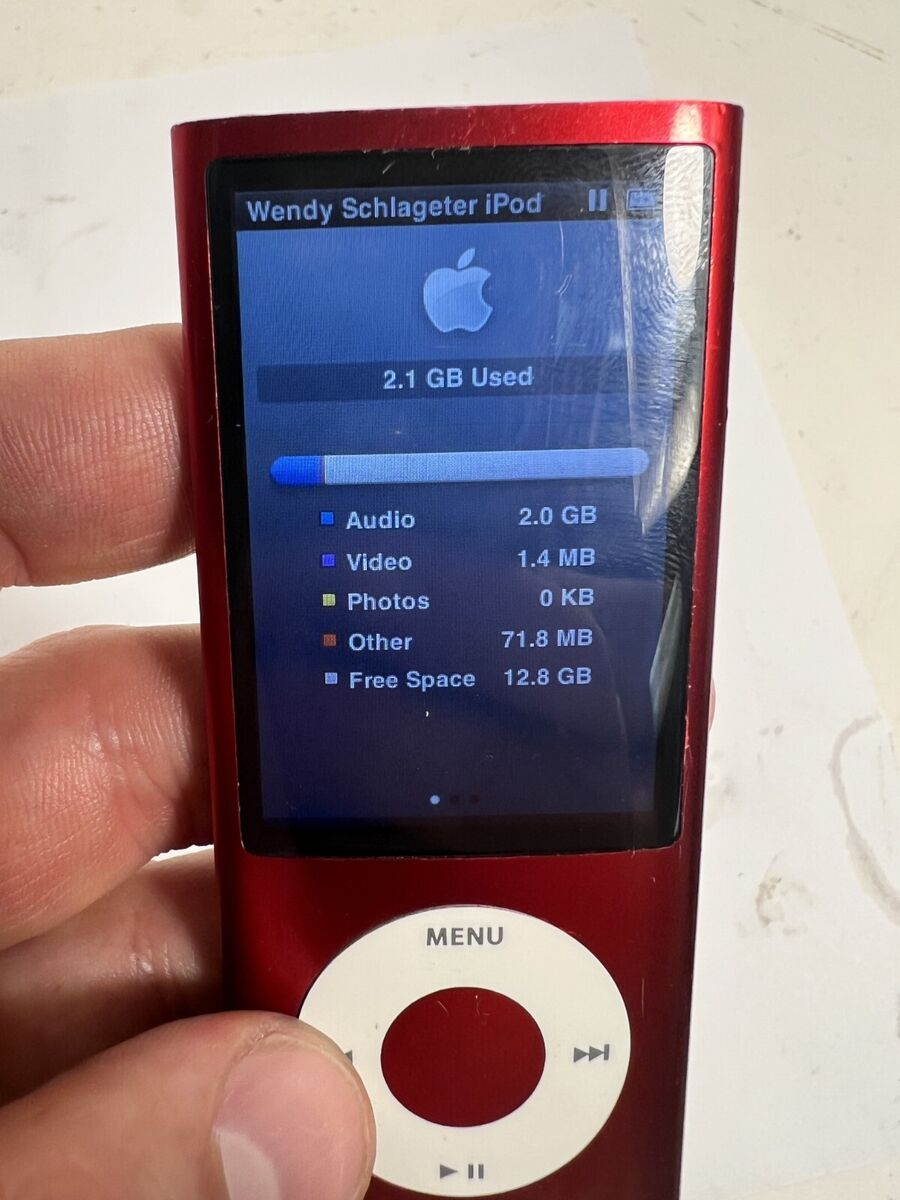 Wendy Schlageter iPod
2.1 GB Used
Audio 2.0 GB
Video 1.4 MB
Photos 0 KB
Other 71.8 MB
Free Space 12.8 GB
MENU